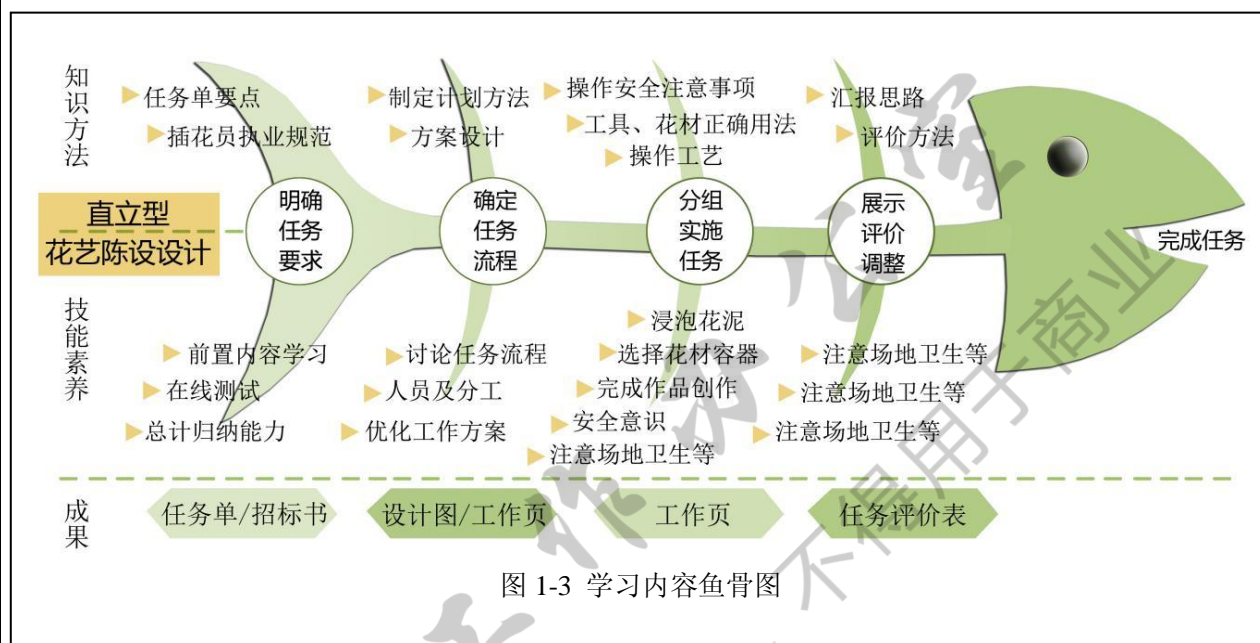 知识方法
任务单要点
插花员执业规范
制定计划方法
方案设计
操作安全注意事项
工具、花材正确用法
操作工艺
汇报思路
评价方法
直立型
花艺陈设设计
明确
任务
要求
确定
任务
流程
分组
实施
任务
展示
评价
调整
完成任务
技能素养
前置内容学习
在线测试
总计归纳能力
讨论任务流程
人员及分工
优化工作方案
浸泡花泥
选择花材容器
完成作品创作
安全意识
注意场地卫生等
注意场地卫生等
注意场地卫生等
注意场地卫生等
成果
任务单/招标书
设计图/工作页
工作页
任务评价表
图 1-3 学习内容鱼骨图
不得用于商业